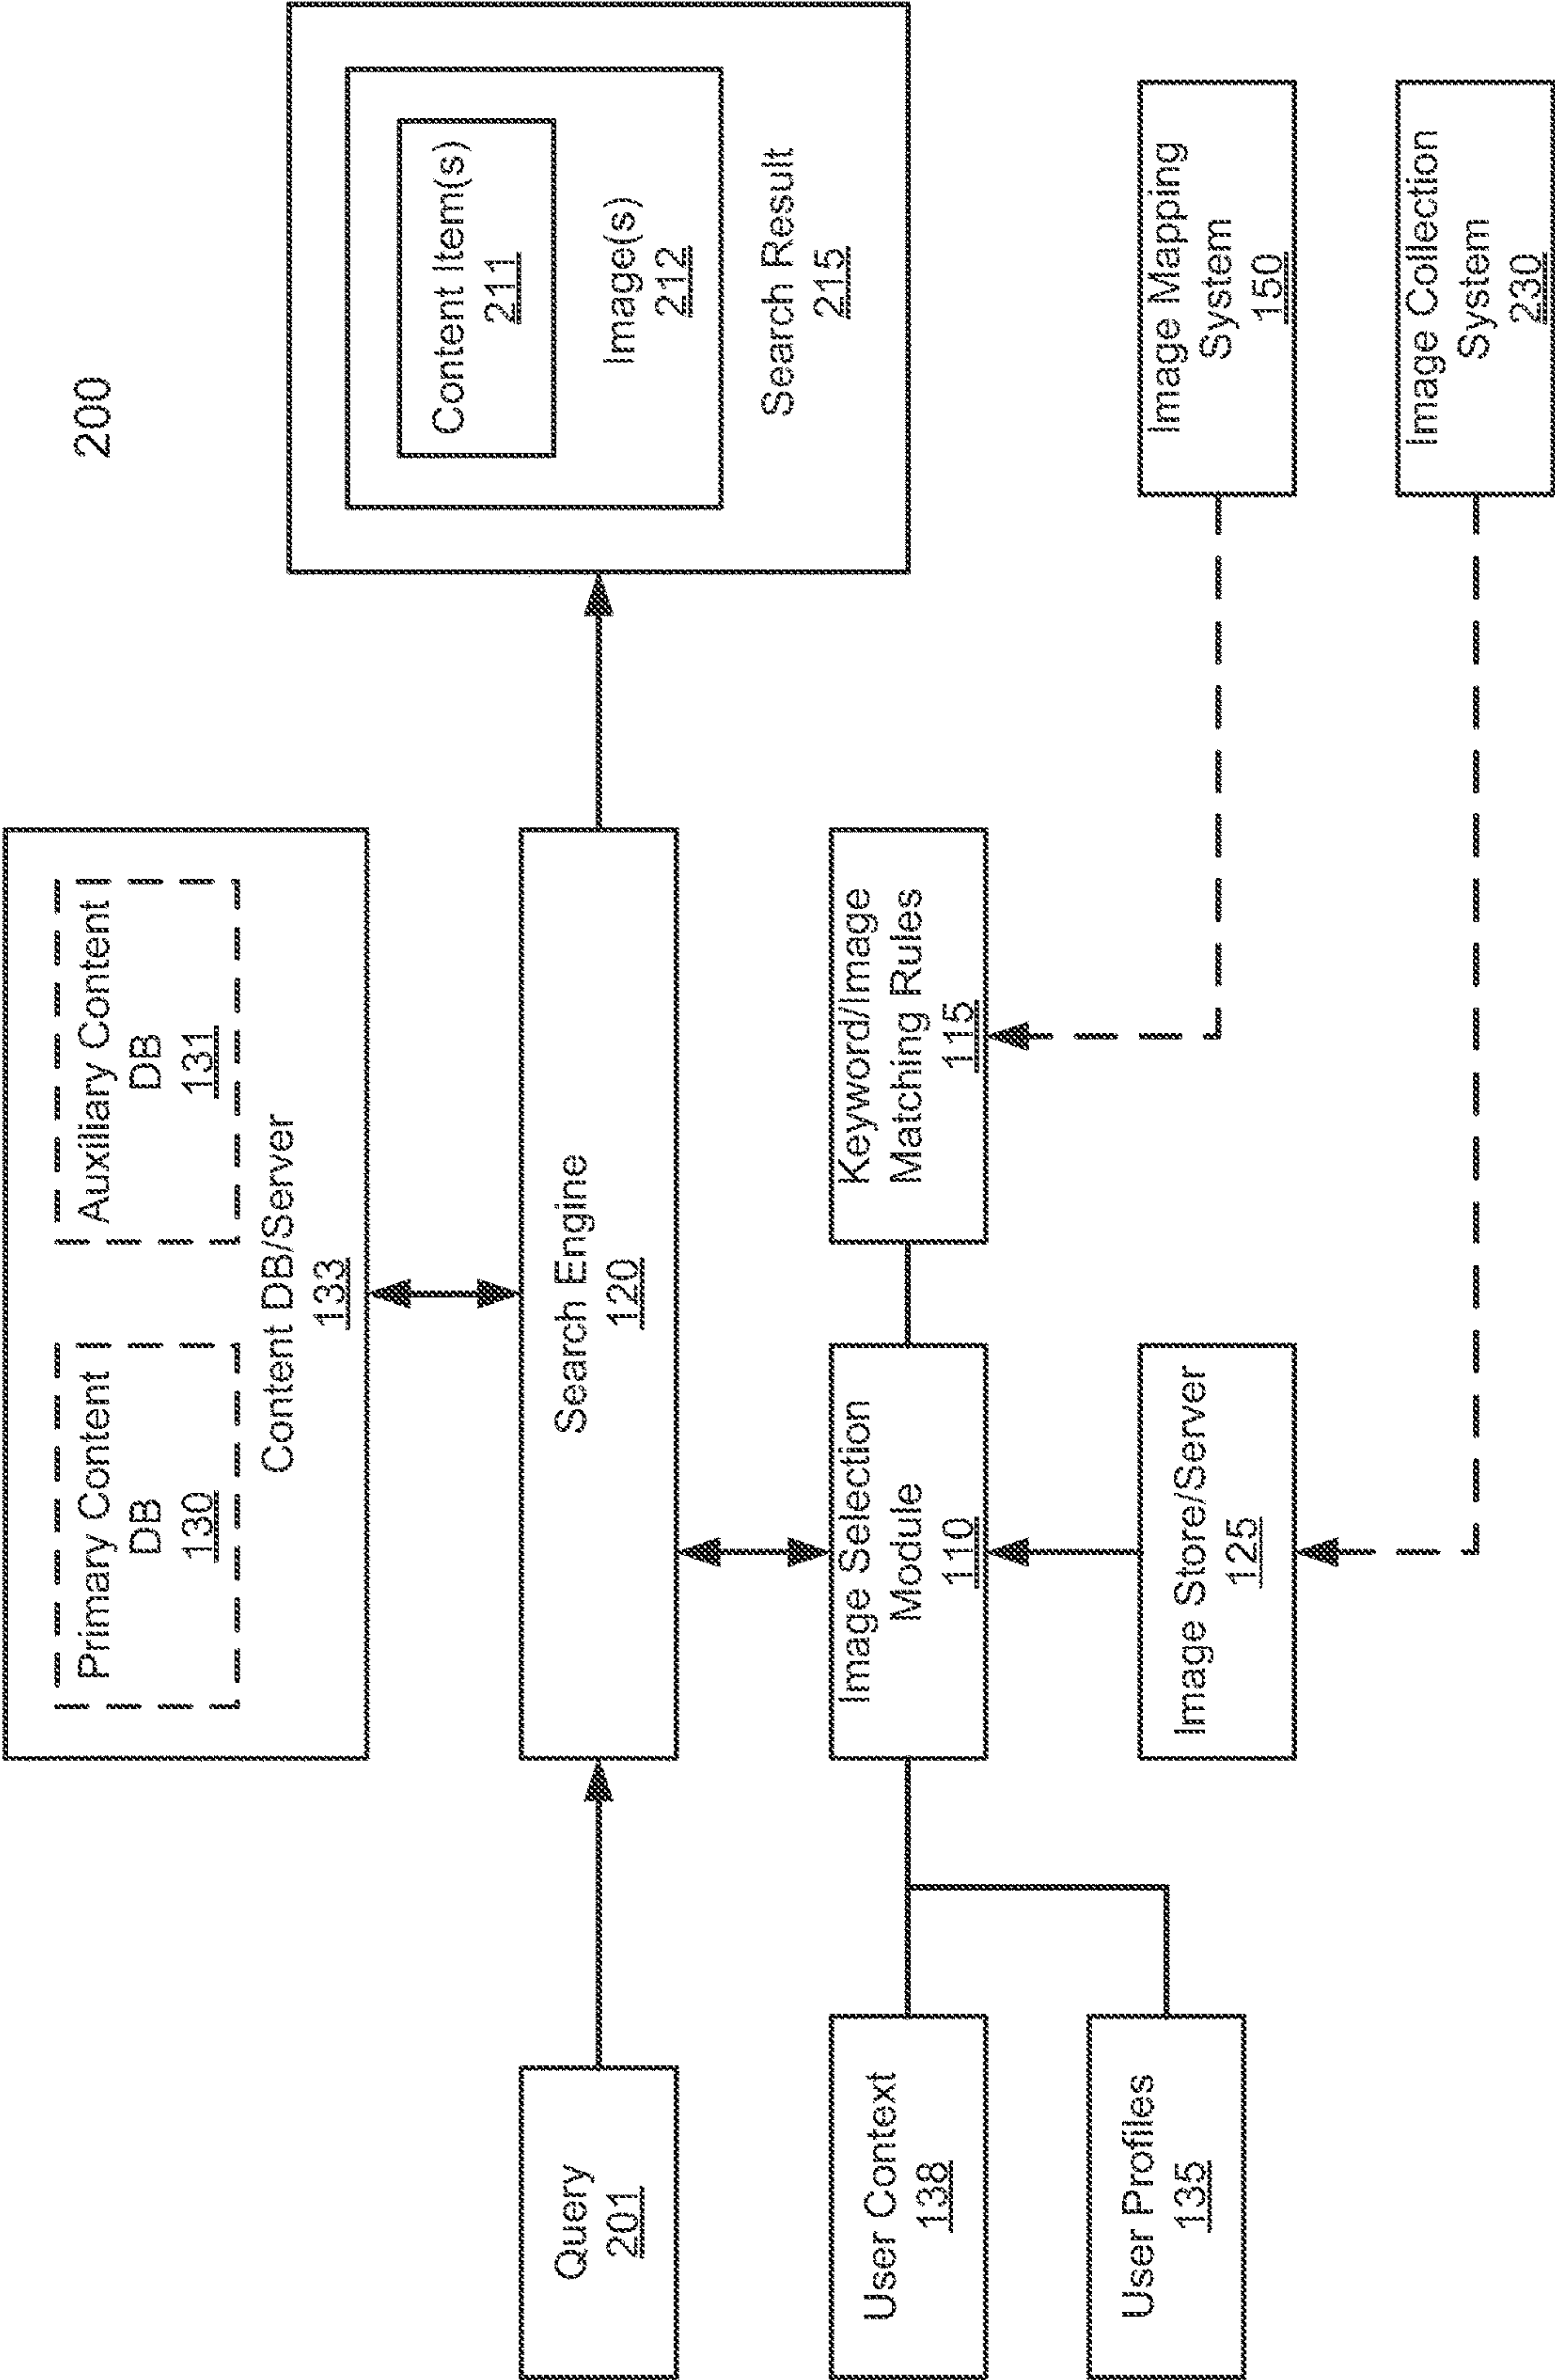 200
Primary Content
DB
130
Auxiliary Content
DB
131
Content DB/Server
133
Query
201
Search Engine
120
Content Item(s)
211
Image(s)
212
Search Result
215
User Context
138
Image Selection
Module
110
Keyword/Image
Matching Rules
115
User Profiles
135
Image Store/Server
125
Image Mapping
System
150
Image Collection
System
230